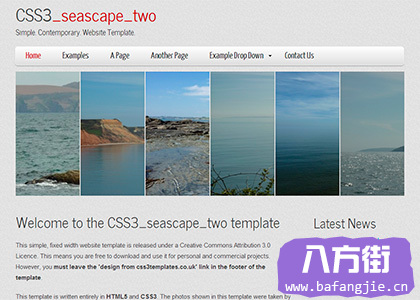 CSS3_seascape_two
Simple. Contemporary. Website Template.
Home Examples A Page Another Page Example Drop Down Contact Us
Welcome to the CSS3_seascape_two template
This simple, fixed width website template is released under a Creative Commons Attribution 3.0
Licence. This means you are free to download and use it for personal and commercial projects.
However, you must leave the 'design from css3templates.co.uk' link in the footer of the
template.
This template is written entirely in HTML5 and CSS3. The photos shown in this template were taken by
Latest News
八方街
www.bafangjie.cn